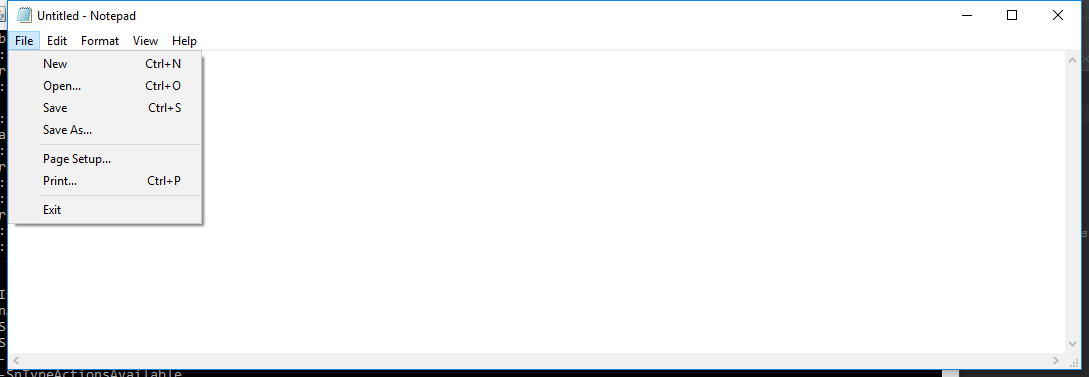 Untitled - Notepad
File Edit Format View Help
New Ctrl+N
Open... Ctrl+O
Save Ctrl+S
Save As...
Page Setup...
Print... Ctrl+P
Exit
-SnTypeActionsAvailable